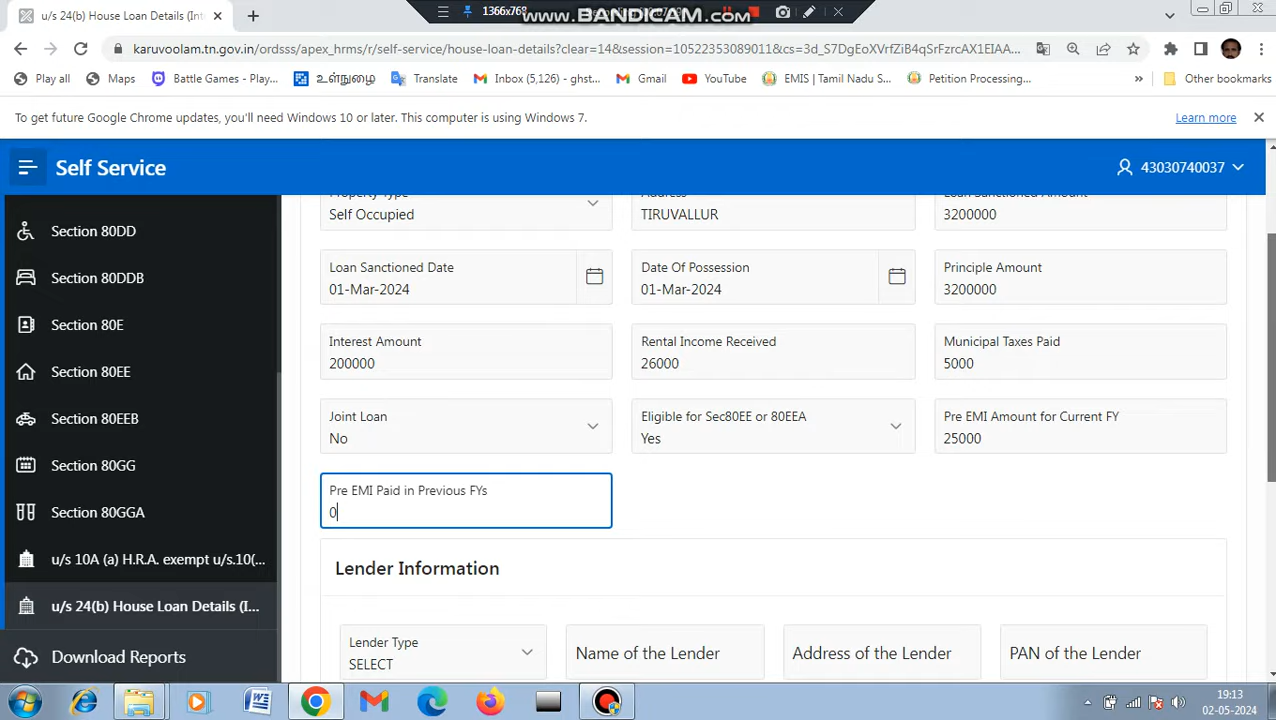 u/s 24(b) House Loan Details (Int
1366x768
www.BANDICAM.com
karuvoolam.tn.gov.in/ordsss/apex_hrms/r/self-service/house-loan-details?clear=14&session=10522353089011&cs=3d_S7DgEoXVrfZiB4qSrFzrcAX1EIAA...
Play all
Maps
Battle Games - Play...
உள்நுழை
Translate
Inbox (5,126) - ghst...
Gmail
YouTube
EMIS | Tamil Nadu S...
Petition Processing...
»
Other bookmarks
To get future Google Chrome updates, you'll need Windows 10 or later. This computer is using Windows 7.
Learn more
Self Service
43030740037
Section 80DD
Section 80DDB
Section 80E
Section 80EE
Section 80EEB
Section 80GG
Section 80GGA
u/s 10A (a) H.R.A. exempt u/s.10(...
u/s 24(b) House Loan Details (I...
Download Reports
Property Type
Self Occupied
Address
TIRUVALLUR
Loan Sanctioned Amount
3200000
Loan Sanctioned Date
01-Mar-2024
Date Of Possession
01-Mar-2024
Principle Amount
3200000
Interest Amount
200000
Rental Income Received
26000
Municipal Taxes Paid
5000
Joint Loan
No
Eligible for Sec80EE or 80EEA
Yes
Pre EMI Amount for Current FY
25000
Pre EMI Paid in Previous FYs
0
Lender Information
Lender Type
SELECT
Name of the Lender
Address of the Lender
PAN of the Lender
19:13
02-05-2024